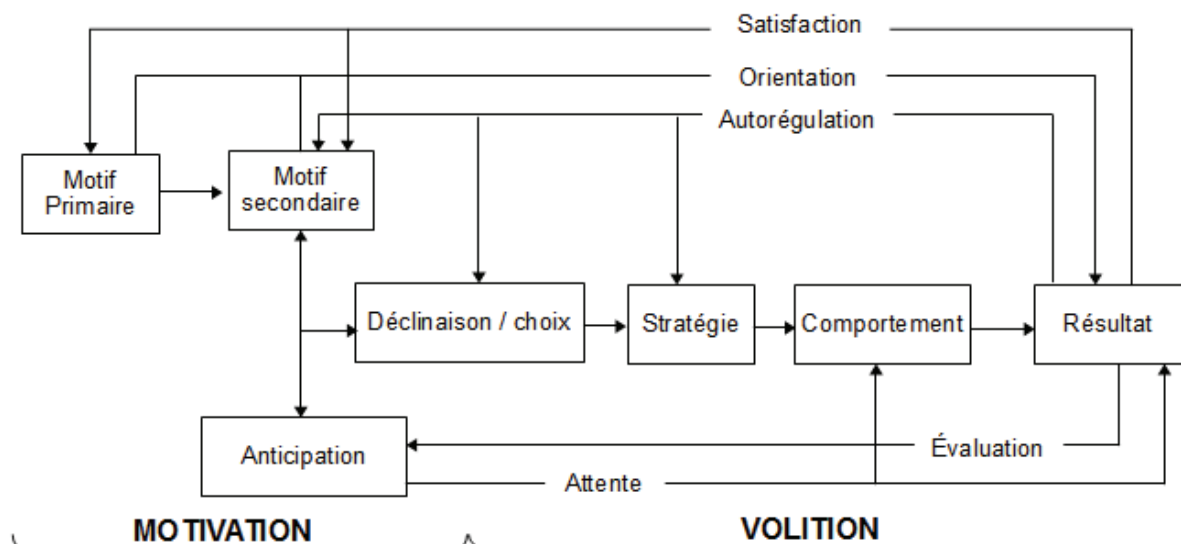 Satisfaction
Orientation
Autorégulation
Motif
Primaire
Motif
secondaire
Déclinaison / choix
Stratégie
Comportement
Résultat
Anticipation
Évaluation
Attente
MOTIVATION
VOLITION